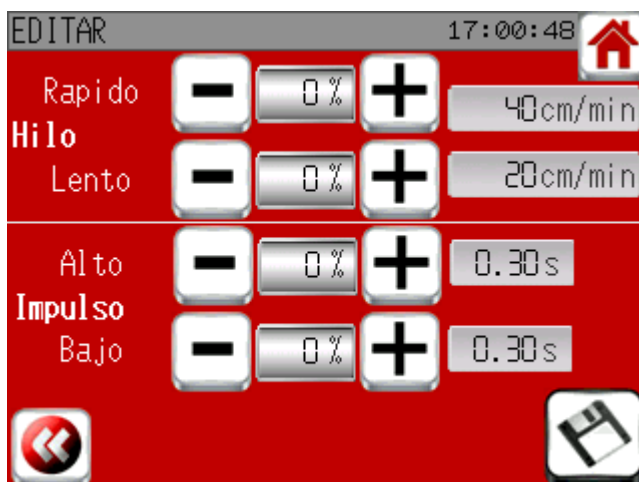 EDITAR 17:00:48
Rapido 0% 40cm/min
Hilo
Lento 0% 20cm/min
Alto 0% 0.30s
Impulso
Bajo 0% 0.30s